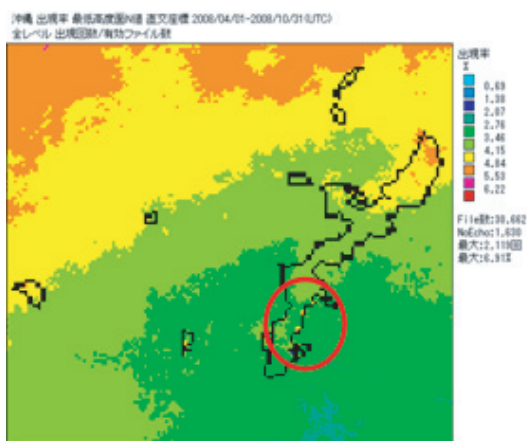 沖縄 出現率 最低高度面N値 直交座標 2008/04/01-2008/10/31(UTC)
全レベル 出現回数/有効ファイル数
出現率
%
0.69
1.38
2.07
2.76
3.46
4.15
4.84
5.53
6.22
File数:30,662
NoEcho:1,630
最大:2,119回
最大:6.91%